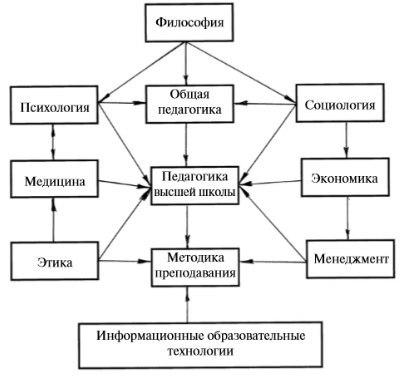 Философия
Психология
Общая
педагогика
Социология
Медицина
Педагогика
высшей школы
Экономика
Этика
Методика
преподавания
Менеджмент
Информационные образовательные
технологии